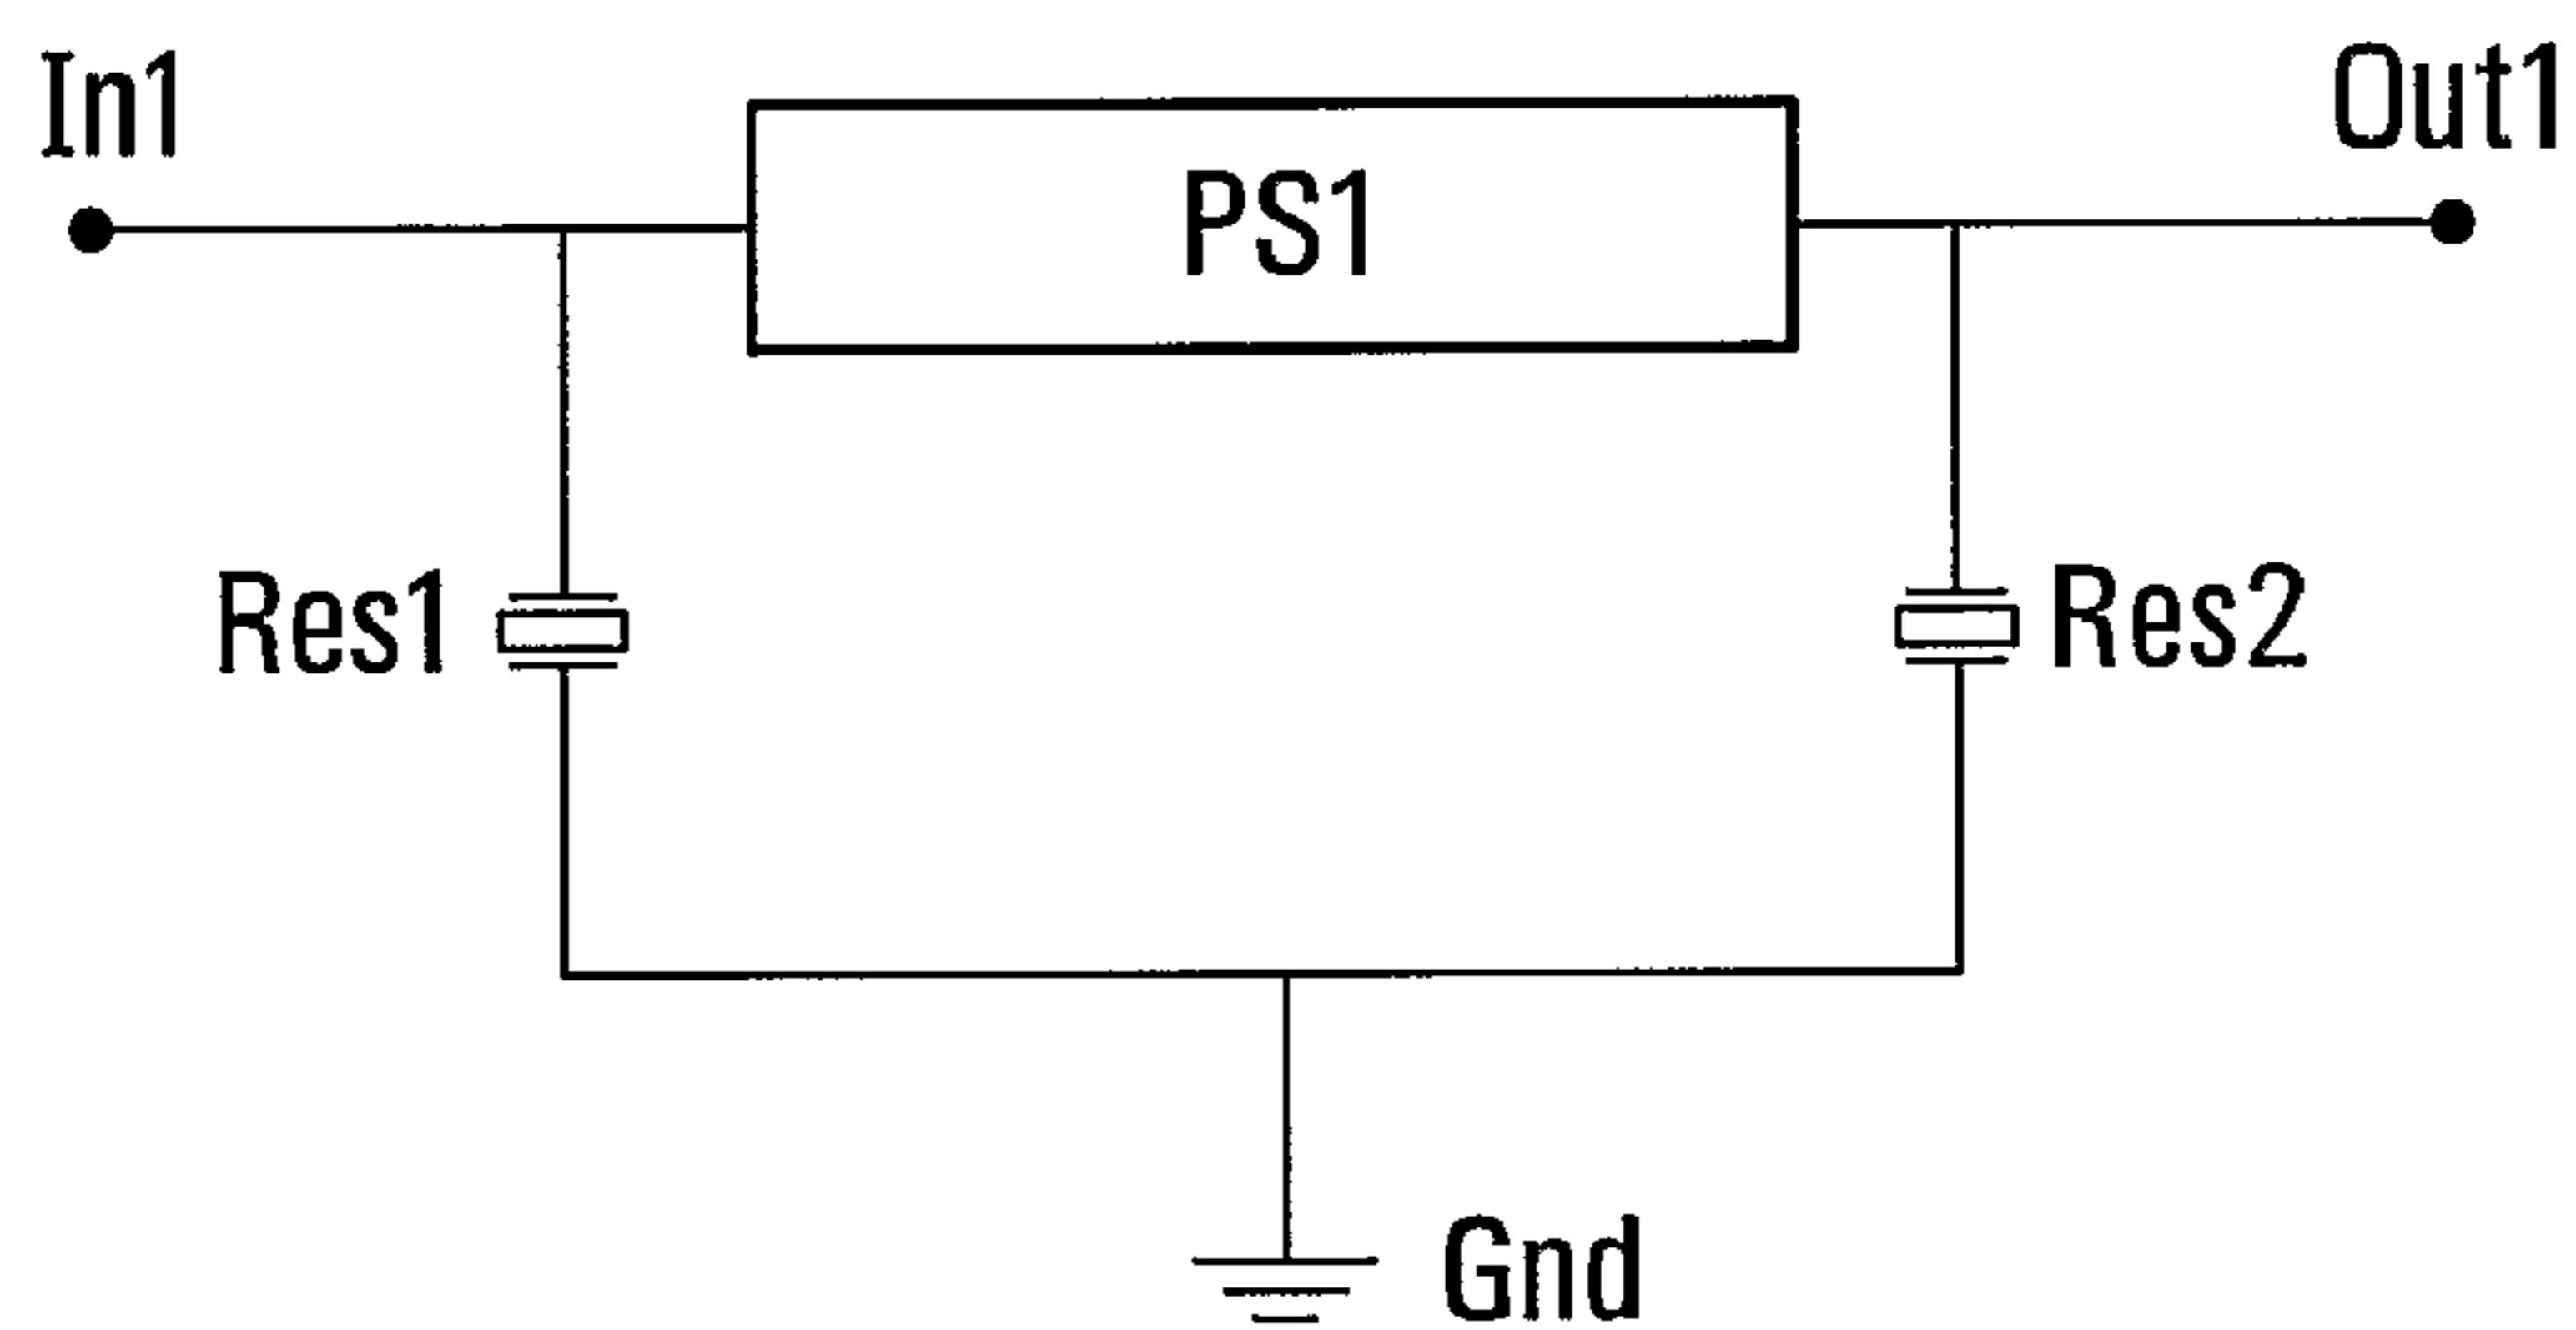 In1
Out1
PS1
Res1
Res2
Gnd